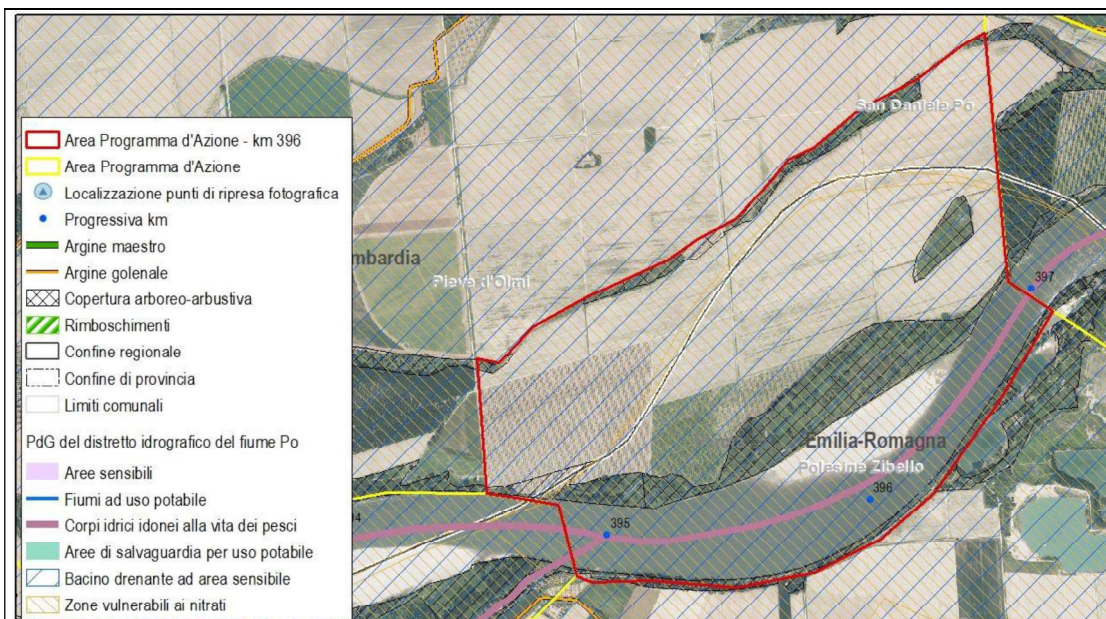 Area Programma d'Azione - km 396
Area Programma d'Azione
Localizzazione punti di ripresa fotografica
Progressiva km
Argine maestro
Argine golenale
Copertura arboreo-arbustiva
Rimboschimenti
Confine regionale
Confine di provincia
Limiti comunali
PdG del distretto idrografico del fiume Po
Aree sensibili
Fiumi ad uso potabile
Corpi idrici idonei alla vita dei pesci
Aree di salvaguardia per uso potabile
Bacino drenante ad area sensibile
Zone vulnerabili ai nitrati
San Daniele Po
mbardia
Pieve d'Olmi
397
Emilia-Romagna
Polesine Zibello
396
395